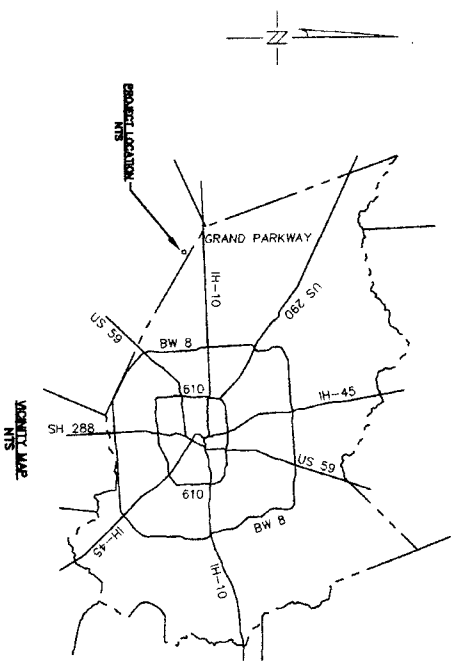 N
PROJECT LOCATION
NTS
GRAND PARKWAY
IH-10
US 290
US 59
BW 8
610
IH-45
SH 288
US 59
610
BW 8
IH-45
IH-10
VICINITY MAP
NTS